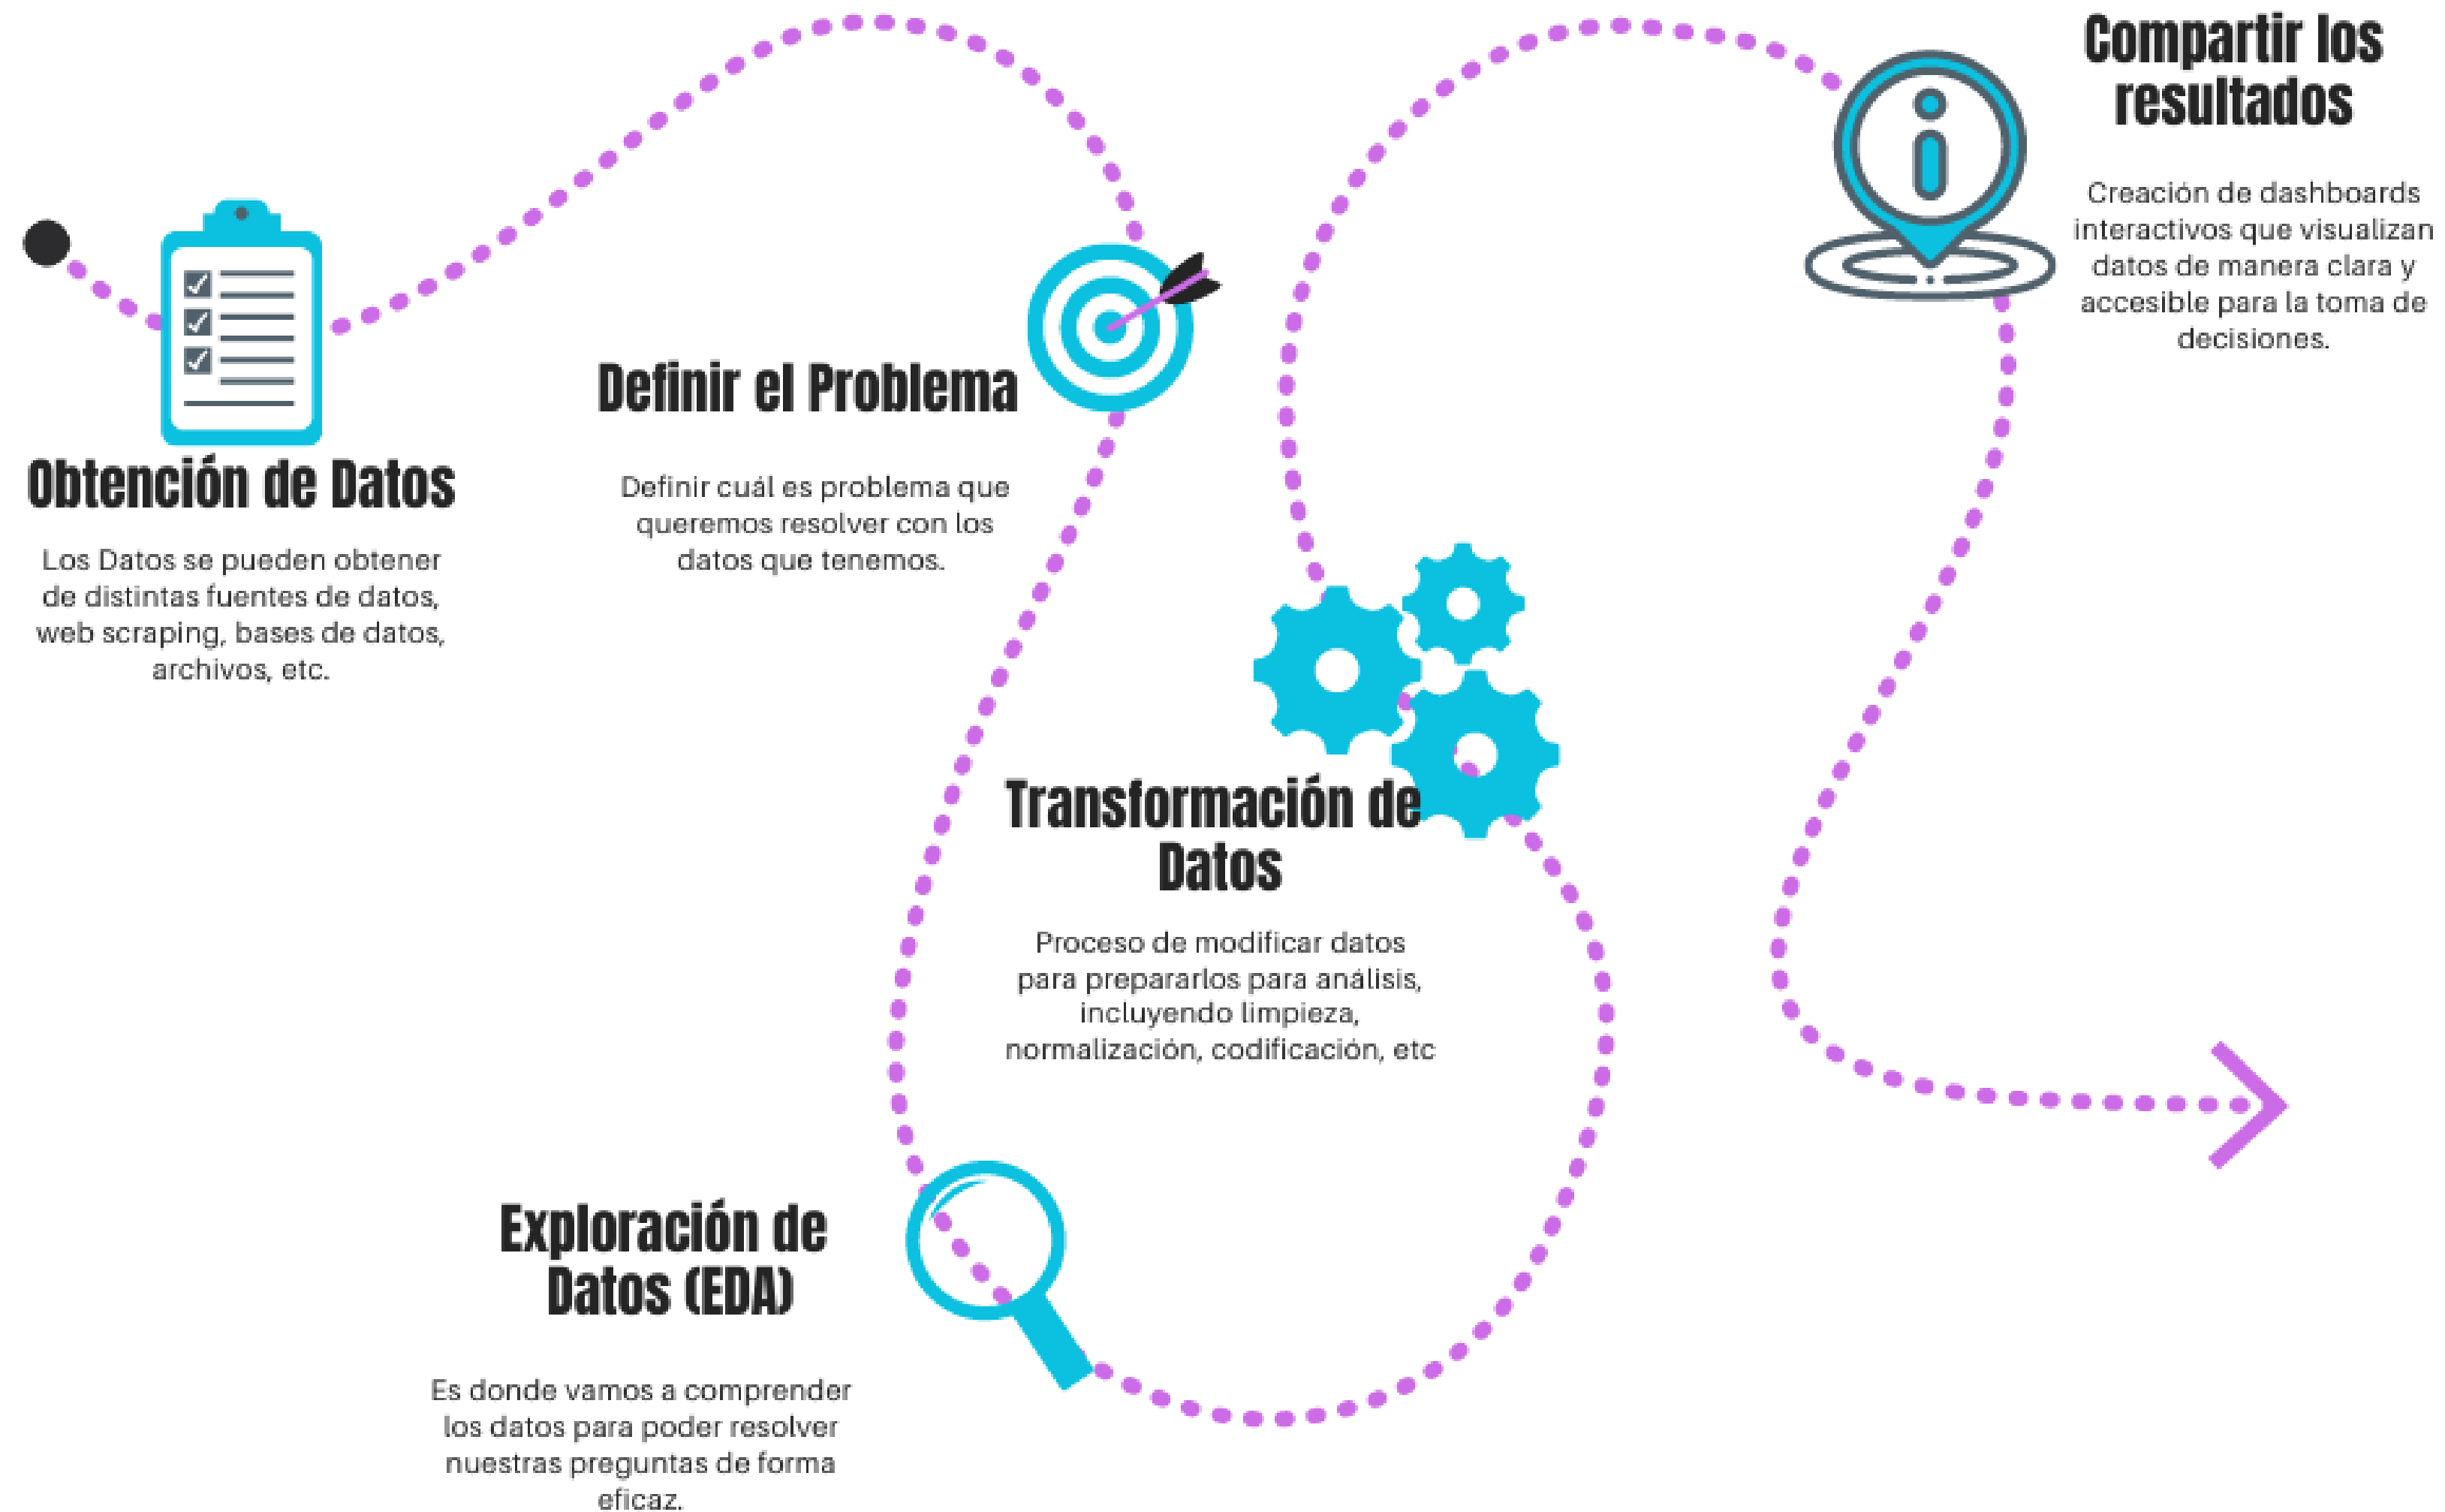 Obtención de Datos
Los Datos se pueden obtener
de distintas fuentes de datos,
web scraping, bases de datos,
archivos, etc.
Definir el Problema
Definir cuál es problema que
queremos resolver con los
datos que tenemos.
Exploración de
Datos (EDA)
Es donde vamos a comprender
los datos para poder resolver
nuestras preguntas de forma
eficaz.
Transformación de
Datos
Proceso de modificar datos
para prepararlos para análisis,
incluyendo limpieza,
normalización, codificación, etc
Compartir los
resultados
Creación de dashboards
interactivos que visualizan
datos de manera clara y
accesible para la toma de
decisiones.